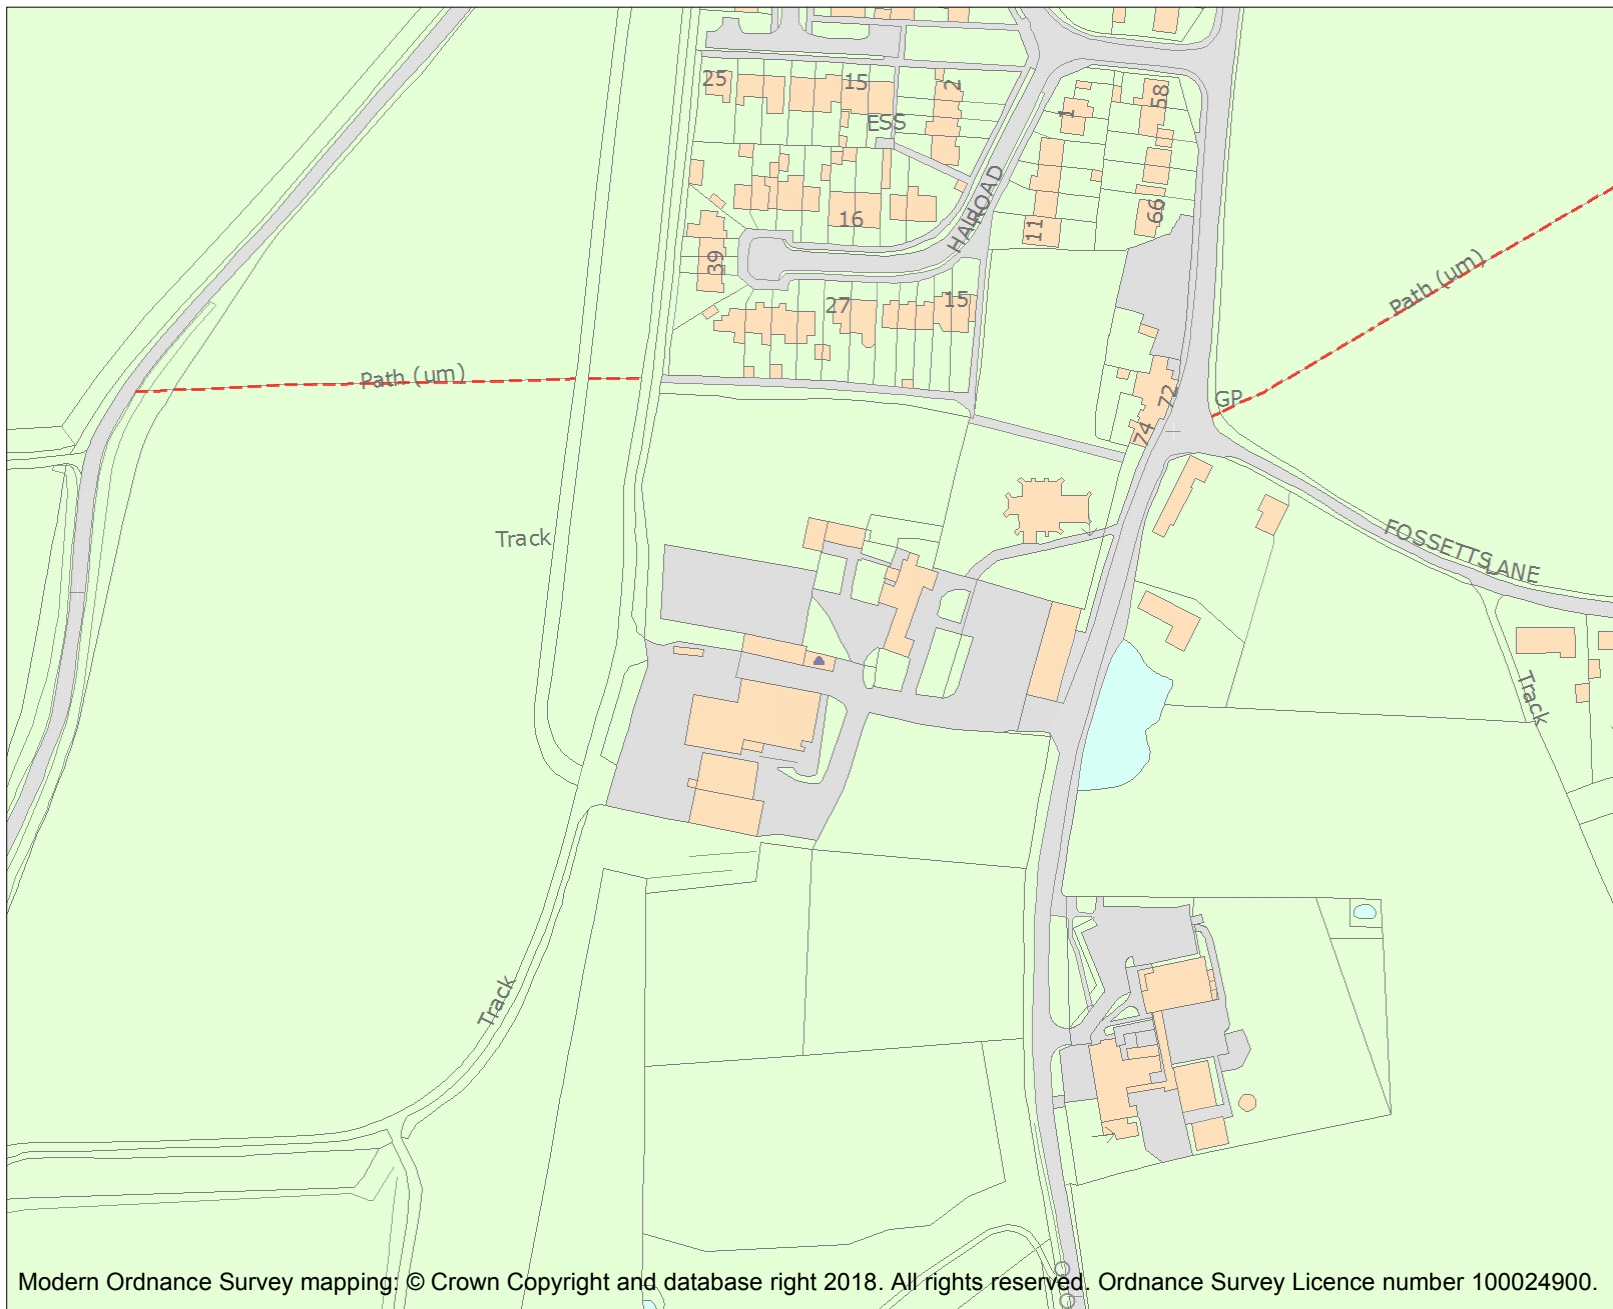 25
15
2
ESS
1
58
HALL
ROAD
16
11
66
39
27
15
Path (um)
Path (um)
72
GP
74
Track
FOSSETTS
LANE
Track
Track
Modern Ordnance Survey mapping: © Crown Copyright and database right 2018. All rights reserved. Ordnance Survey Licence number 100024900.